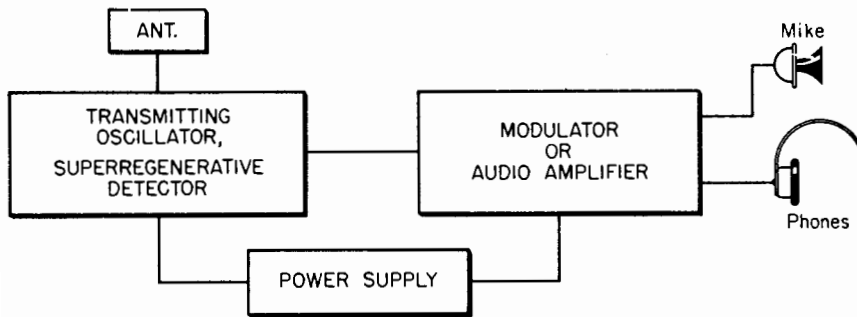 ANT.
Mike
TRANSMITTING
OSCILLATOR,
SUPERREGENERATIVE
DETECTOR
MODULATOR
OR
AUDIO AMPLIFIER
Phones
POWER SUPPLY